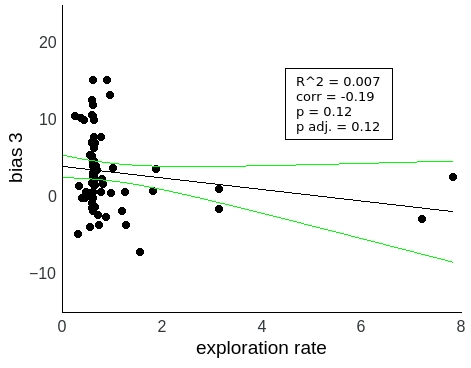 20
R^2 = 0.007
corr = -0.19
p = 0.12
p adj. = 0.12
10
bias 3
0
−10
0 2 4 6 8
exploration rate